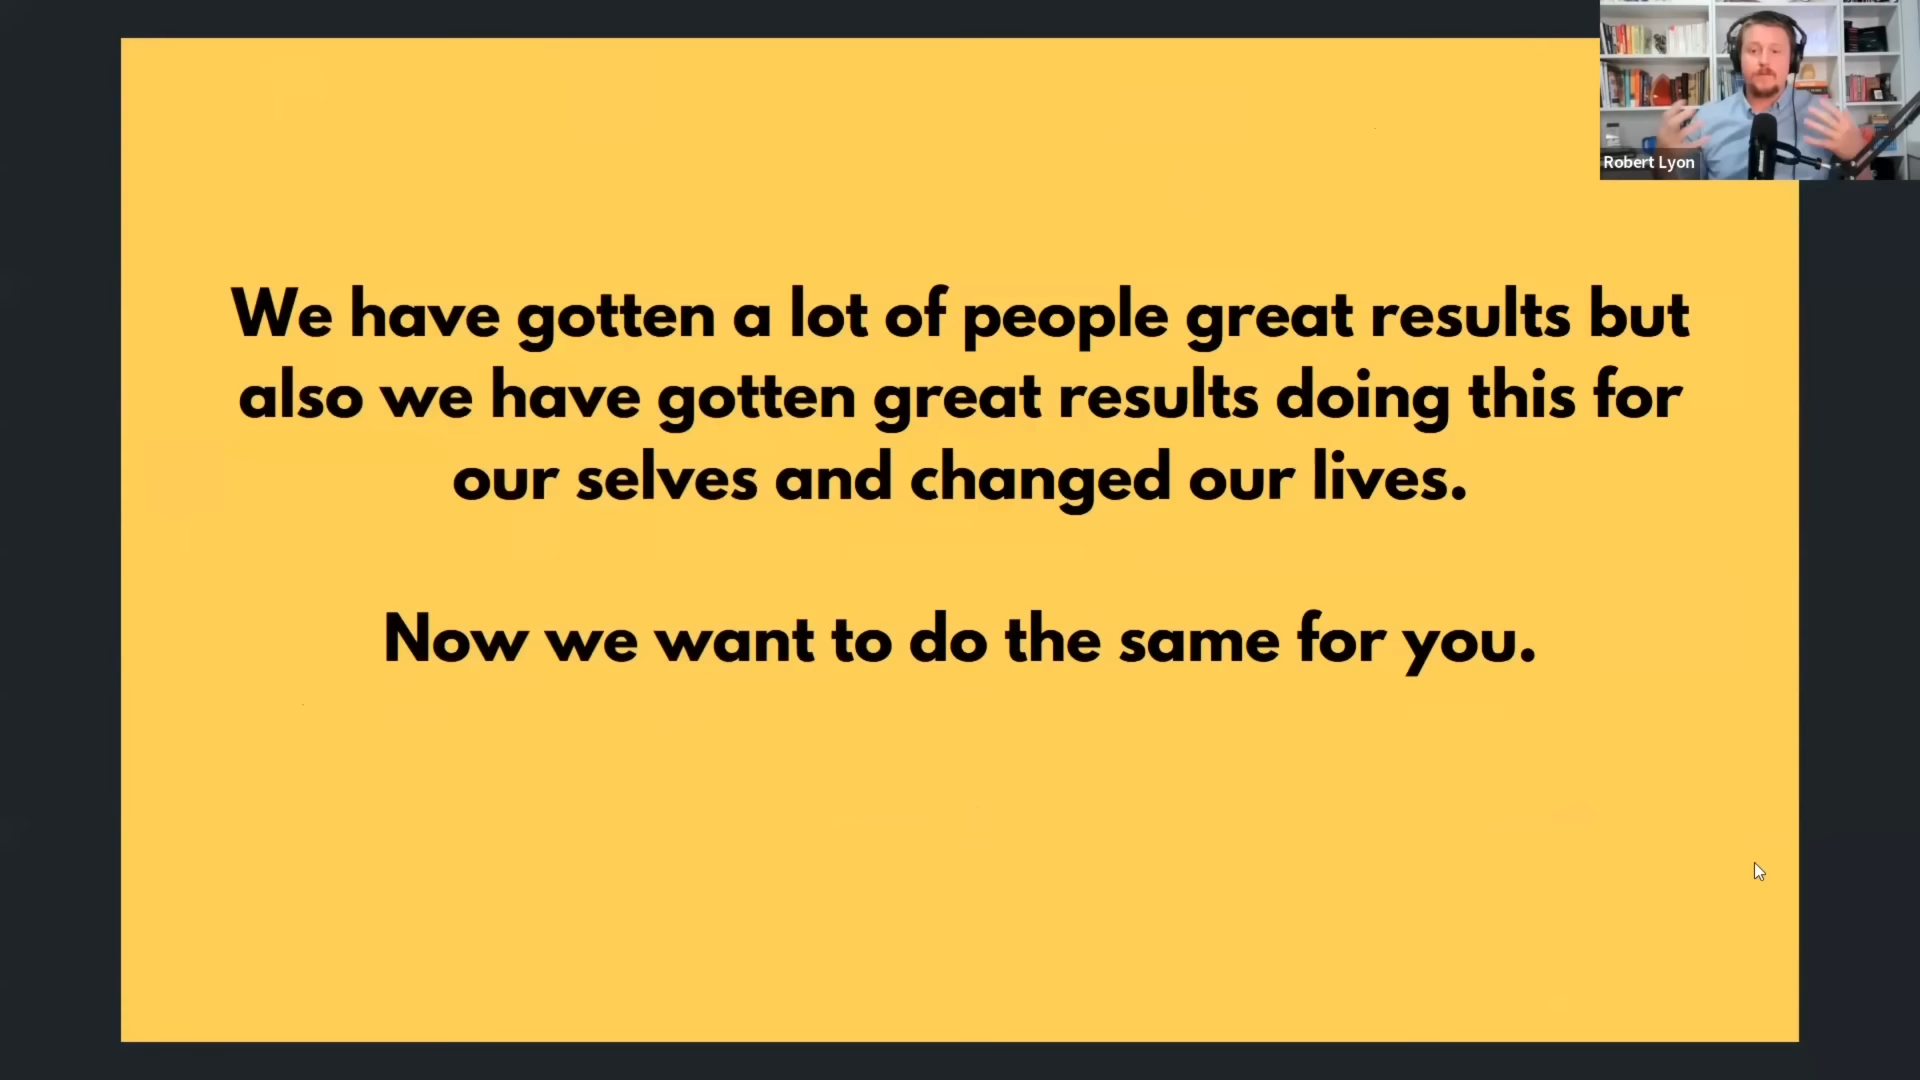 Robert Lyon
We have gotten a lot of people great results but
also we have gotten great results doing this for
our selves and changed our lives.
Now we want to do the same for you.